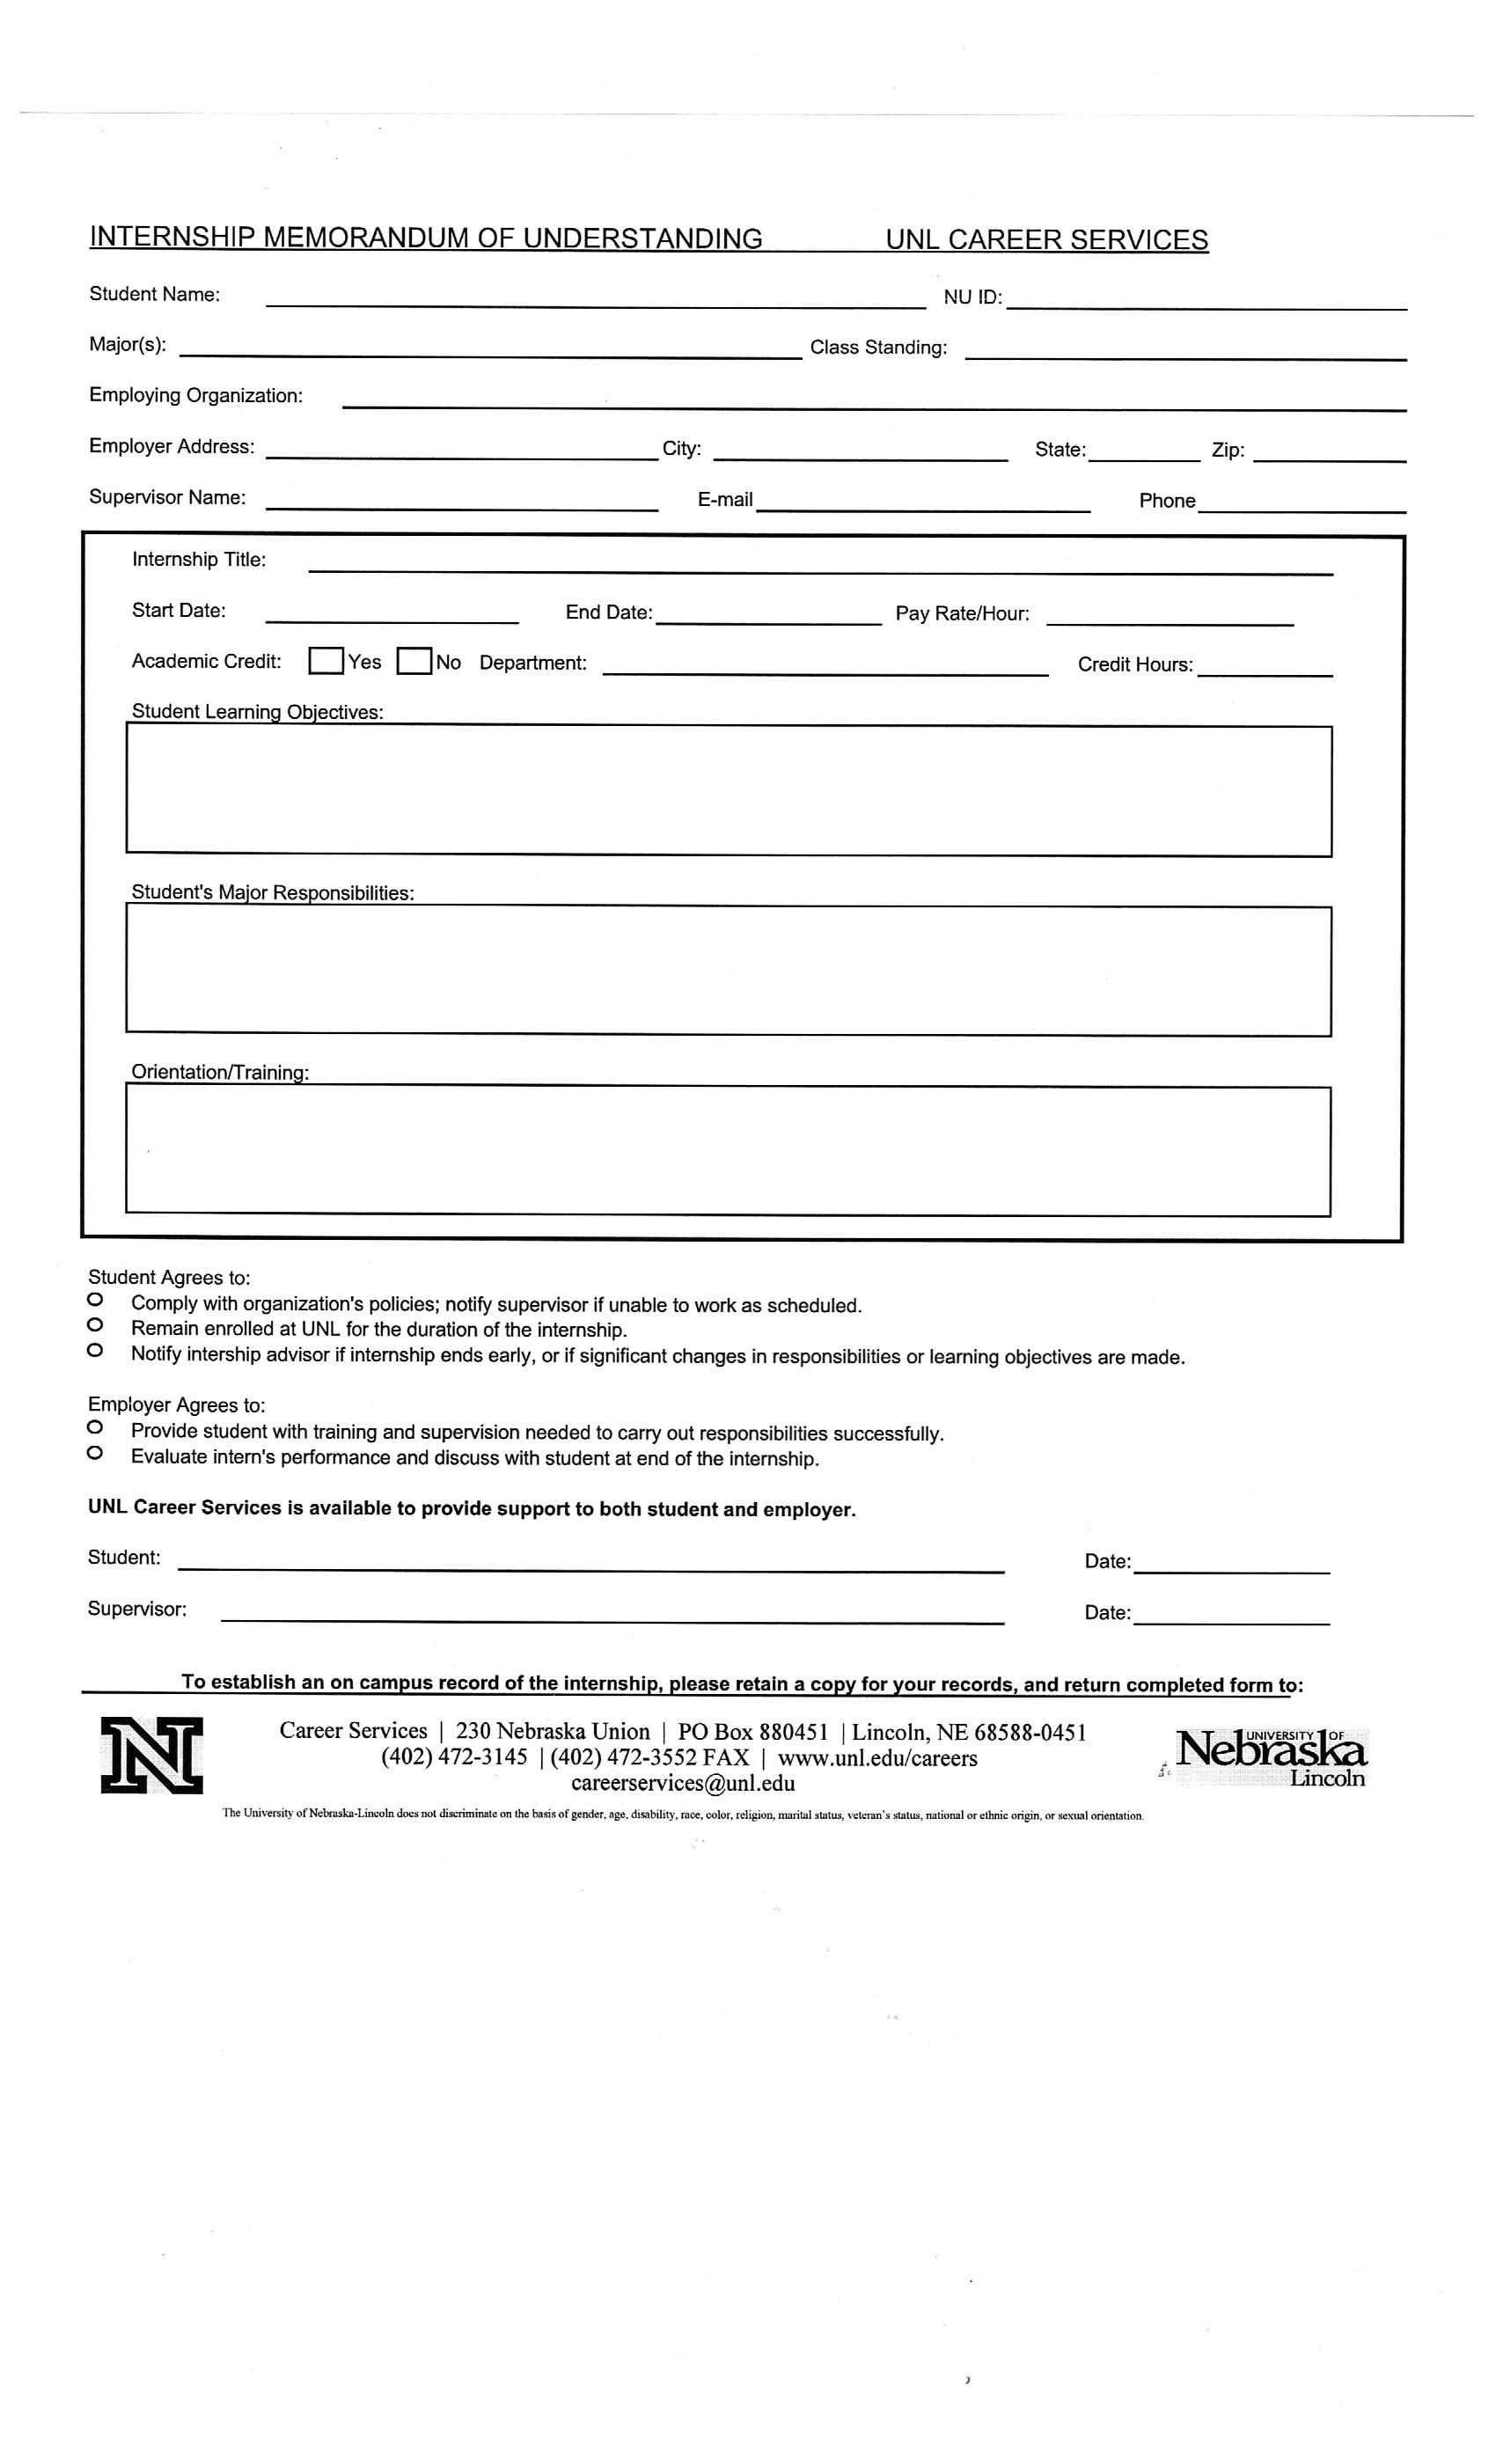 INTERNSHIP MEMORANDUM OF UNDERSTANDING UNL CAREER SERVICES
Student Name: NU ID:
Major(s): Class Standing:
Employing Organization:
Employer Address: City: State: Zip:
Supervisor Name: E-mail Phone
Internship Title:
Start Date: End Date: Pay Rate/Hour:
Academic Credit: Yes No Department: Credit Hours:
Student Learning Objectives:
Student's Major Responsibilities:
Orientation/Training:
Student Agrees to:
O Comply with organization's policies; notify supervisor if unable to work as scheduled.
O Remain enrolled at UNL for the duration of the internship.
O Notify intership advisor if internship ends early, or if significant changes in responsibilities or learning objectives are made.
Employer Agrees to:
O Provide student with training and supervision needed to carry out responsibilities successfully.
O Evaluate intern's performance and discuss with student at end of the internship.
UNL Career Services is available to provide support to both student and employer.
Student: Date:
Supervisor: Date:
To establish an on campus record of the internship, please retain a copy for your records, and return completed form to:
N
Career Services | 230 Nebraska Union | PO Box 880451 | Lincoln, NE 68588-0451
(402) 472-3145 | (402) 472-3552 FAX | www.unl.edu/careers
careerservices@unl.edu
UNIVERSITY OF
Nebraska
Lincoln
The University of Nebraska-Lincoln does not discriminate on the basis of gender, age, disability, race, color, religion, marital status, veteran's status, national or ethnic origin, or sexual orientation.